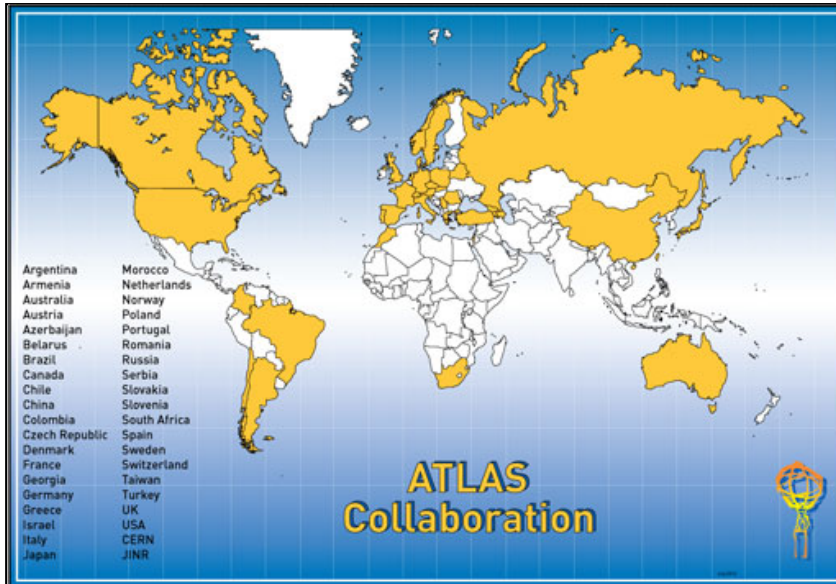 Argentina
Armenia
Australia
Austria
Azerbaijan
Belarus
Brazil
Canada
Chile
China
Colombia
Czech Republic
Denmark
France
Georgia
Germany
Greece
Israel
Italy
Japan
Morocco
Netherlands
Norway
Poland
Portugal
Romania
Russia
Serbia
Slovakia
Slovenia
South Africa
Spain
Sweden
Switzerland
Taiwan
Turkey
UK
USA
CERN
JINR
ATLAS
Collaboration